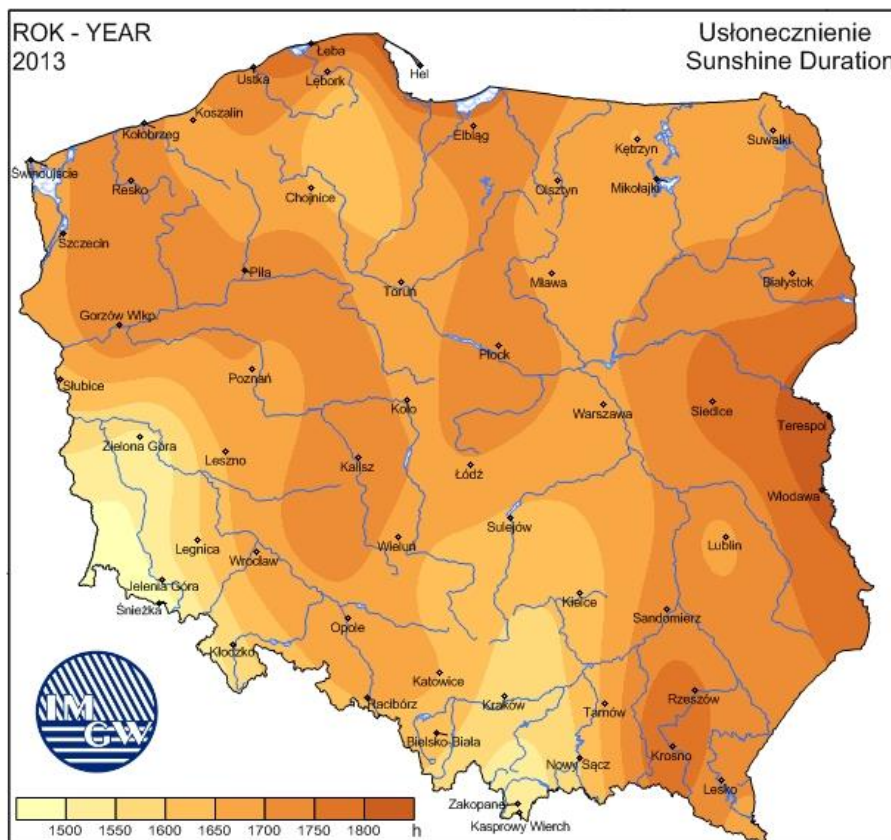 ROK - YEAR
2013
Usłonecznienie
Sunshine Duration
Łeba
Hel
Ustka
Lębork
Koszalin
Kołobrzeg
Elbląg
Kętrzyn
Suwałki
Świnoujście
Resko
Chojnice
Olsztyn
Mikołajki
Szczecin
Piła
Toruń
Mława
Białystok
Gorzów Wlkp.
Płock
Słubice
Poznań
Koło
Warszawa
Siedlce
Terespol
Zielona Góra
Leszno
Kalisz
Łódź
Włodawa
Sulejów
Legnica
Wrocław
Wieluń
Lublin
Jelenia Góra
Śnieżka
Kielce
Sandomierz
Opole
Kłodzko
Katowice
Racibórz
Kraków
Tarnów
Rzeszów
Bielsko-Biała
Nowy Sącz
Krosno
Lesko
Zakopane
Kasprowy Wierch
IM
GW
1500 1550 1600 1650 1700 1750 1800 h